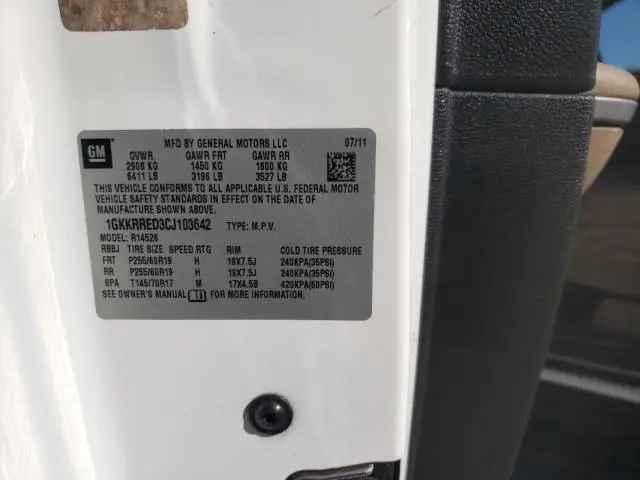 GM
MFD BY GENERAL MOTORS LLC 07/11
GVWR GAWR FRT GAWR RR
2908 KG 1450 KG 1600 KG
6411 LB 3196 LB 3527 LB
THIS VEHICLE CONFORMS TO ALL APPLICABLE U.S. FEDERAL MOTOR
VEHICLE SAFETY STANDARDS IN EFFECT ON THE DATE OF
MANUFACTURE SHOWN ABOVE.
1GKKRRED3CJ103642 TYPE: M.P.V.
MODEL: R14526
RBBJ TIRE SIZE SPEED RTG RIM COLD TIRE PRESSURE
FRT P255/60R19 H 19X7.5J 240KPA(35PSI)
RR P255/60R19 H 19X7.5J 240KPA(35PSI)
SPA T145/70R17 M 17X4.5B 420KPA(60PSI)
SEE OWNER'S MANUAL FOR MORE INFORMATION.